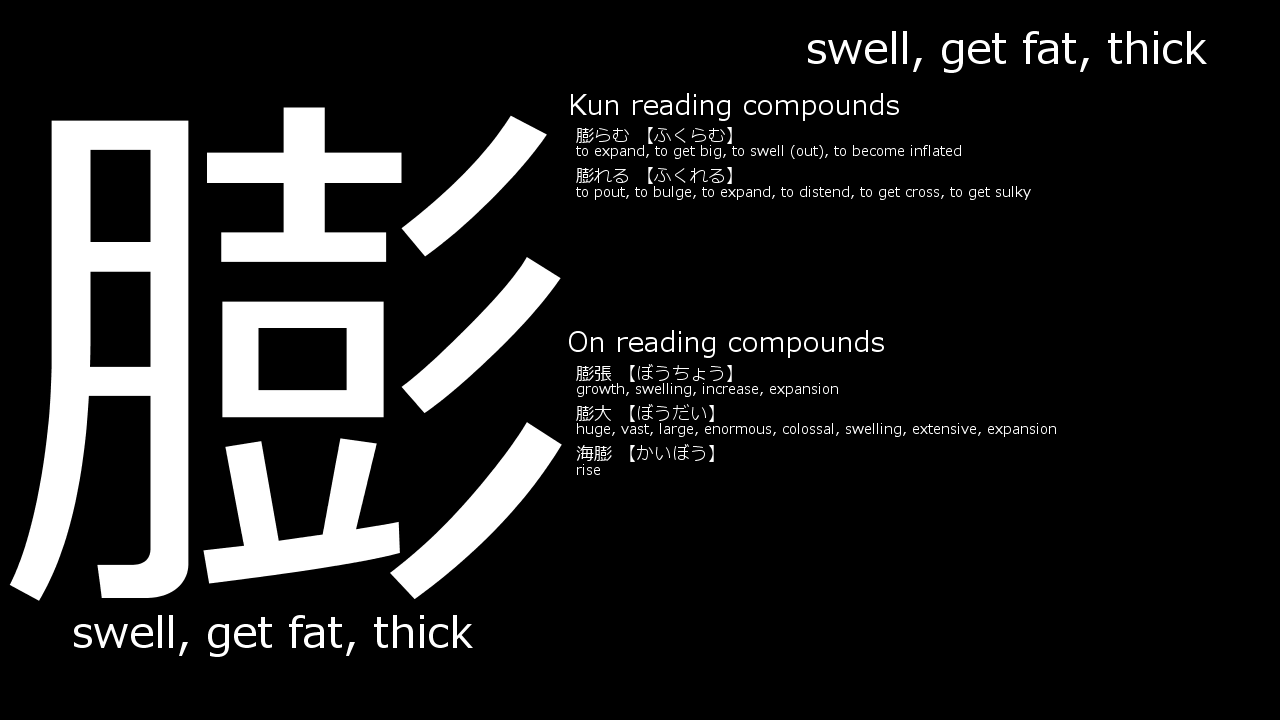 膨
swell, get fat, thick
swell, get fat, thick
Kun reading compounds
膨らむ 【ふくらむ】
to expand, to get big, to swell (out), to become inflated
膨れる 【ふくれる】
to pout, to bulge, to expand, to distend, to get cross, to get sulky
On reading compounds
膨張 【ぼうちょう】
growth, swelling, increase, expansion
膨大 【ぼうだい】
huge, vast, large, enormous, colossal, swelling, extensive, expansion
海膨 【かいぼう】
rise